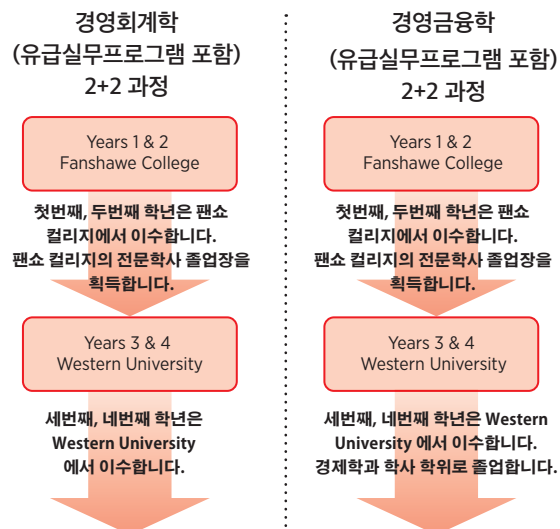 경영회계학
(유급실무프로그램 포함)
2+2 과정
Years 1 & 2
Fanshawe College
첫번째, 두번째 학년은 팬쇼
컬리지에서 이수합니다.
팬쇼 컬리지의 전문학사 졸업장을
획득합니다.
Years 3 & 4
Western University
세번째, 네번째 학년은
Western University
에서 이수합니다.
경영금융학
(유급실무프로그램 포함)
2+2 과정
Years 1 & 2
Fanshawe College
첫번째, 두번째 학년은 팬쇼
컬리지에서 이수합니다.
팬쇼 컬리지의 전문학사 졸업장을
획득합니다.
Years 3 & 4
Western University
세번째, 네번째 학년은 Western
University 에서 이수합니다.
경제학과 학사 학위로 졸업합니다.